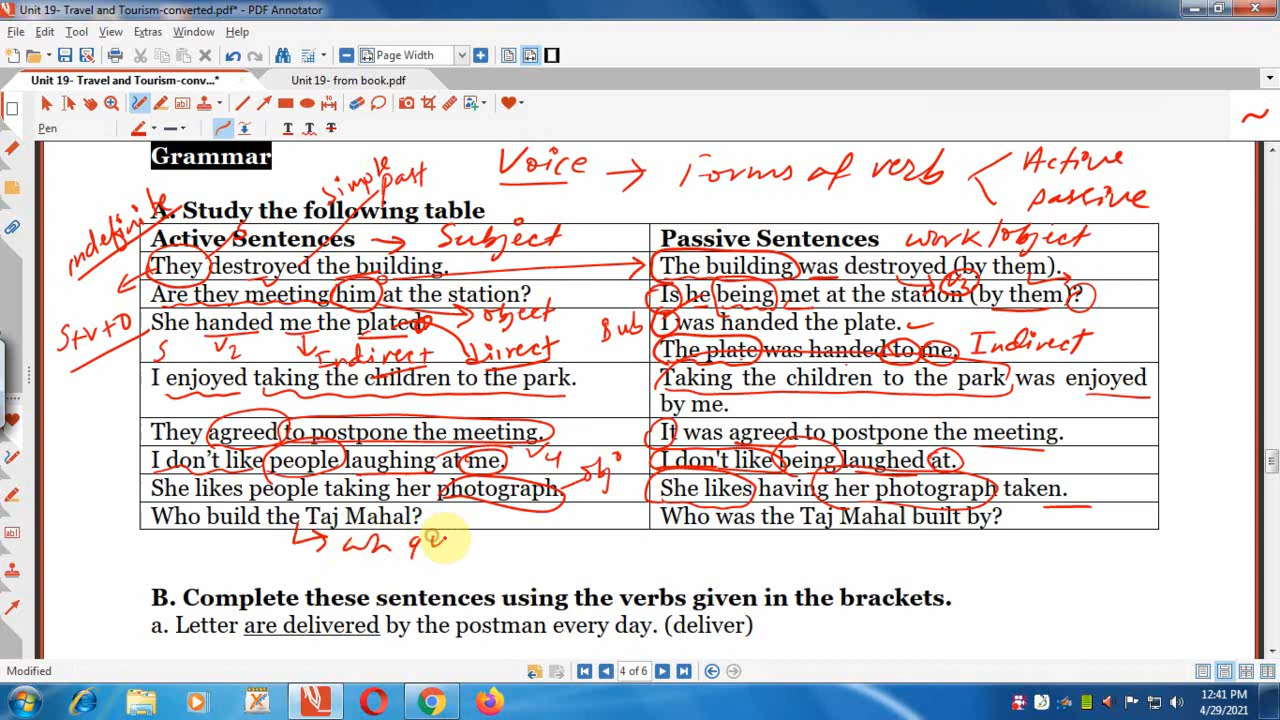 Unit 19- Travel and Tourism-converted.pdf* - PDF Annotator
File Edit Tool View Extras Window Help
Page Width
Unit 19- Travel and Tourism-conv...* Unit 19- from book.pdf
Pen
Grammar
Voice → Forms of verb Active
passive
indefinite
simple past
A. Study the following table
Active Sentences → Subject
Passive Sentences work/object
They destroyed the building.
The building was destroyed (by them).
Are they meeting him at the station?
Is he being met at the station (by them)?
V3
object
S+V+O
She handed me the plate.
Sub I was handed the plate.
S V2 Indirect direct
The plate was handed to me. Indirect
I enjoyed taking the children to the park.
Taking the children to the park was enjoyed
by me.
They agreed to postpone the meeting.
It was agreed to postpone the meeting.
I don't like people laughing at me.
V4
I don't like being laughed at.
She likes people taking her photograph.
obj
She likes having her photograph taken.
Who build the Taj Mahal?
Who was the Taj Mahal built by?
wh
B. Complete these sentences using the verbs given in the brackets.
a. Letter are delivered by the postman every day. (deliver)
Modified
4 of 6
12:41 PM
4/29/2021